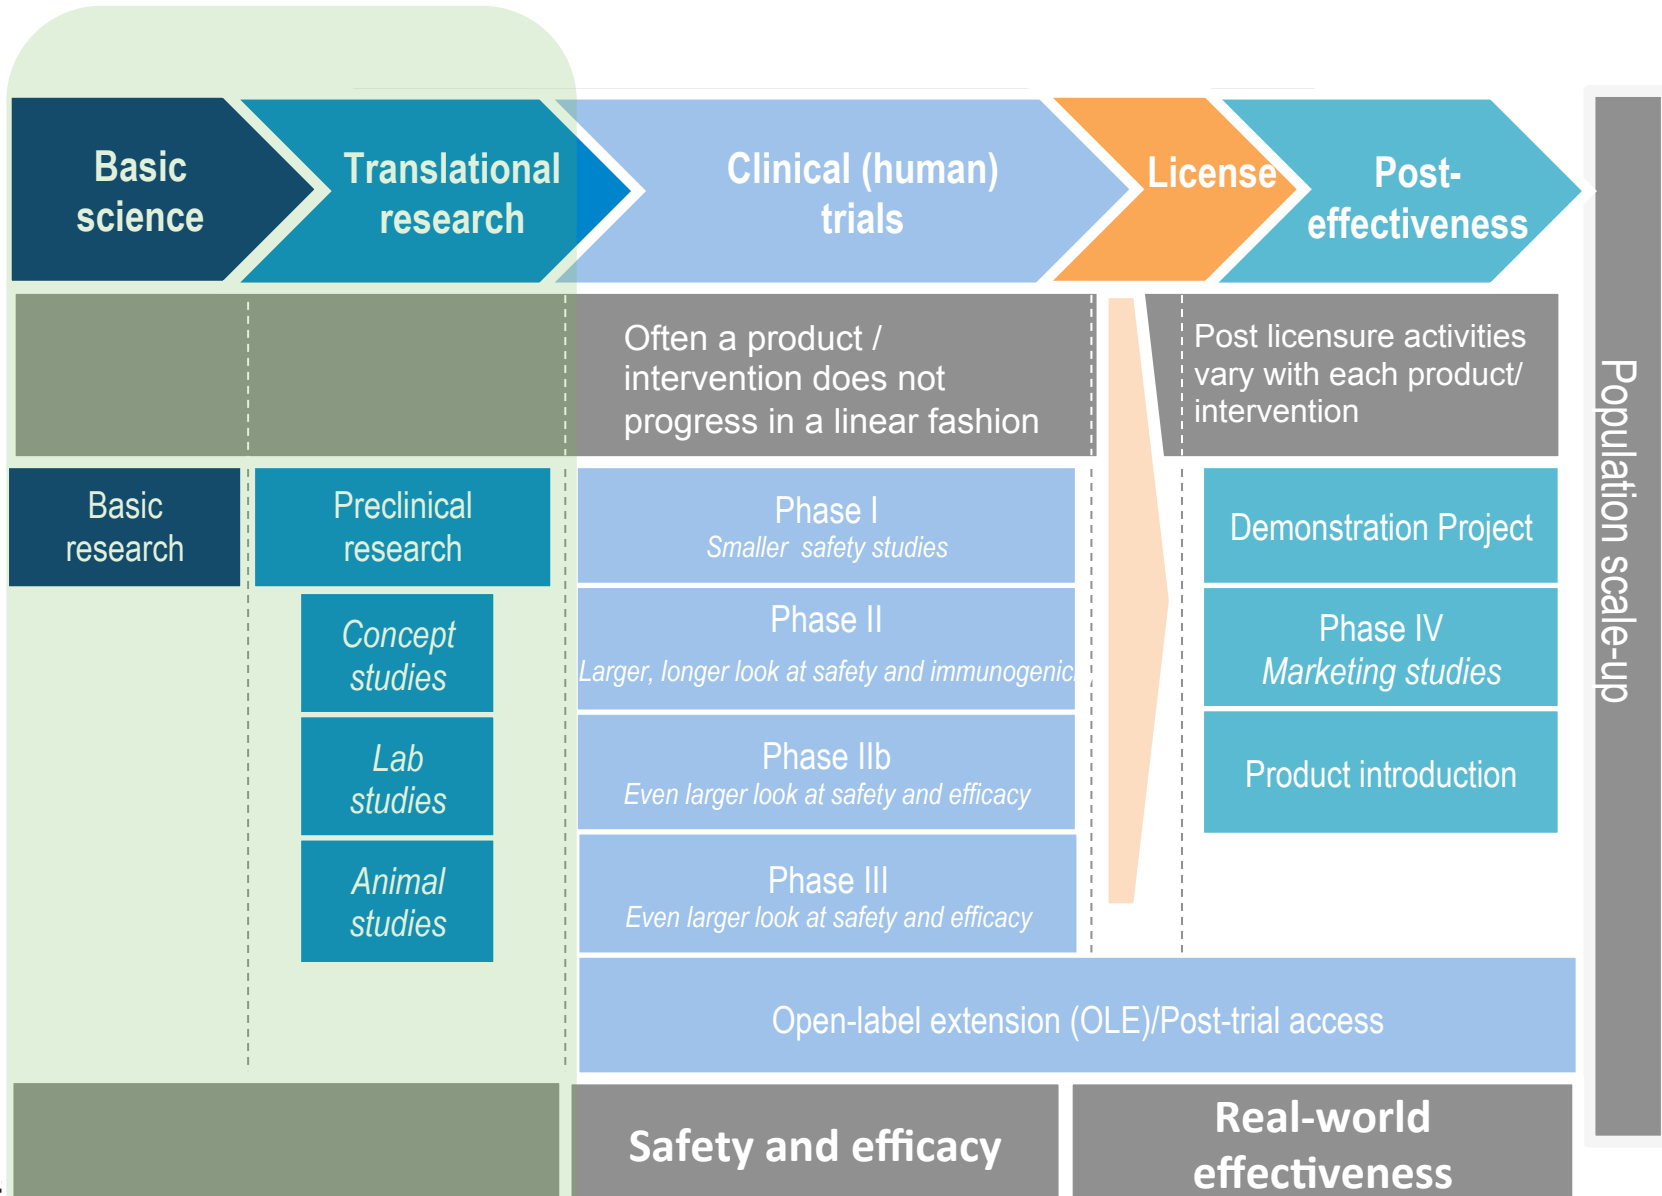 Basic
science
Translational
research
Clinical (human)
trials
License
Post-
effectiveness
Often a product /
intervention does not
progress in a linear fashion
Post licensure activities
vary with each product/
intervention
Basic
research
Preclinical
research
Concept
studies
Lab
studies
Animal
studies
Phase I
Smaller safety studies
Phase II
Larger, longer look at safety and immunogenic
Phase IIb
Even larger look at safety and efficacy
Phase III
Even larger look at safety and efficacy
Demonstration Project
Phase IV
Marketing studies
Product introduction
Open-label extension (OLE)/Post-trial access
Safety and efficacy
Real-world
effectiveness
Population scale-up